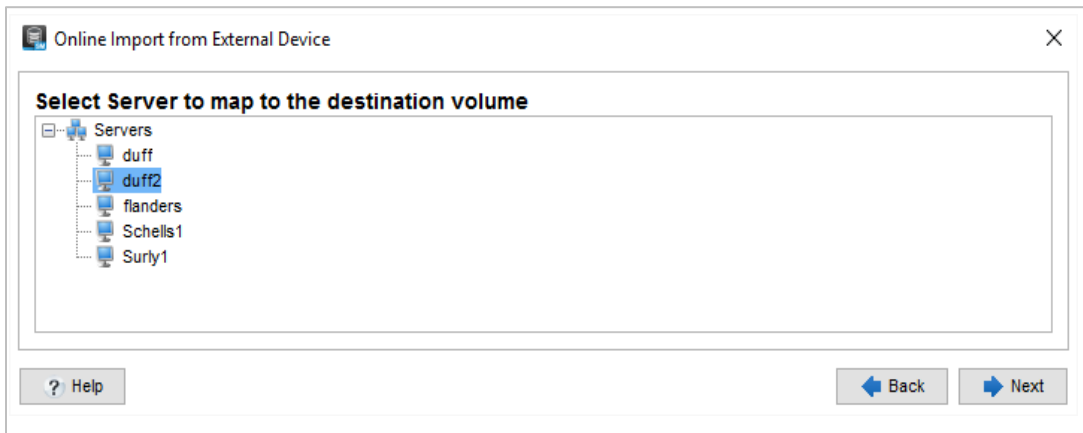 Online Import from External Device
Select Server to map to the destination volume
Servers
duff
duff2
flanders
Schells1
Surly1
? Help
Back
Next